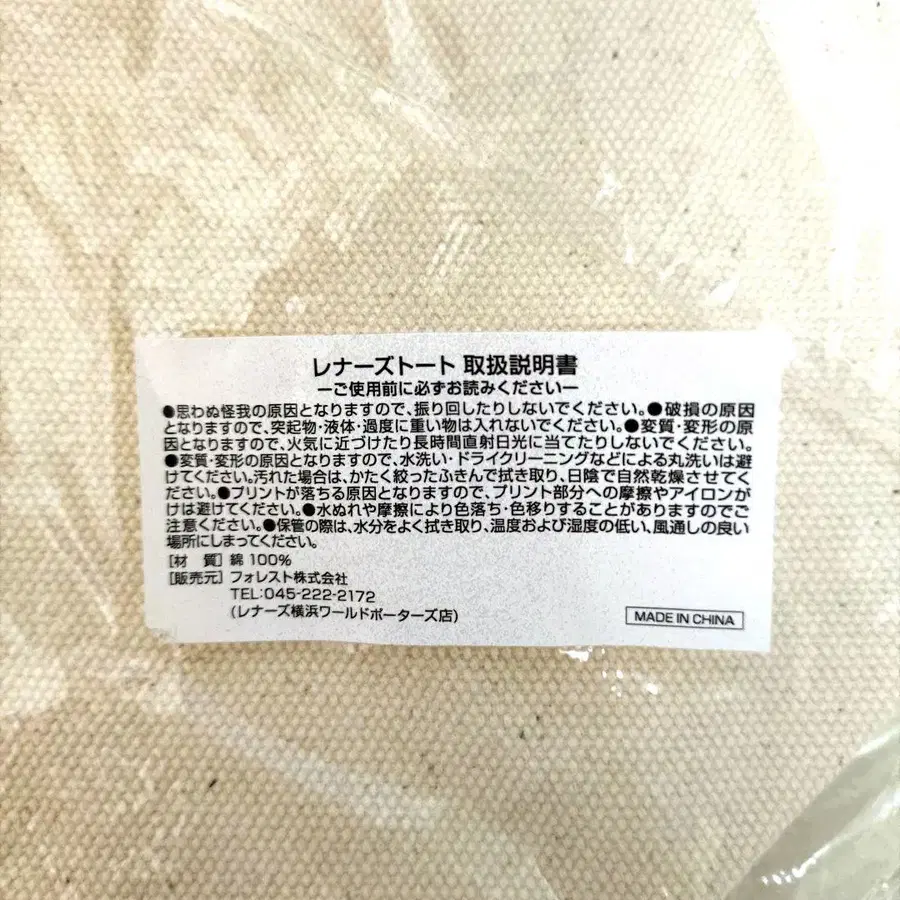 レナーズトート 取扱説明書
ーご使用前に必ずお読みくださいー
●思わぬ怪我の原因となりますので、振り回したりしないでください。●破損の原因
となりますので、突起物・液体・過度に重い物は入れないでください。●変質・変形の原
因となりますので、火気に近づけたり長時間直射日光に当てたりしないでください。
●変質・変形の原因となりますので、水洗い・ドライクリーニングなどによる丸洗いは避
けてください。汚れた場合は、かたく絞ったふきんで拭き取り、日陰で自然乾燥させてく
ださい。●プリントが落ちる原因となりますので、プリント部分への摩擦やアイロンが
けは避けてください。●水ぬれや摩擦により色落ち・色移りすることがありますのでご
注意ください。●保管の際は、水分をよく拭き取り、温度および湿度の低い、風通しの良い
場所にしまってください。
[材 質] 綿 100%
[販売元] フォレスト株式会社
TEL:045-222-2172
(レナーズ横浜ワールドポーターズ店)
MADE IN CHINA